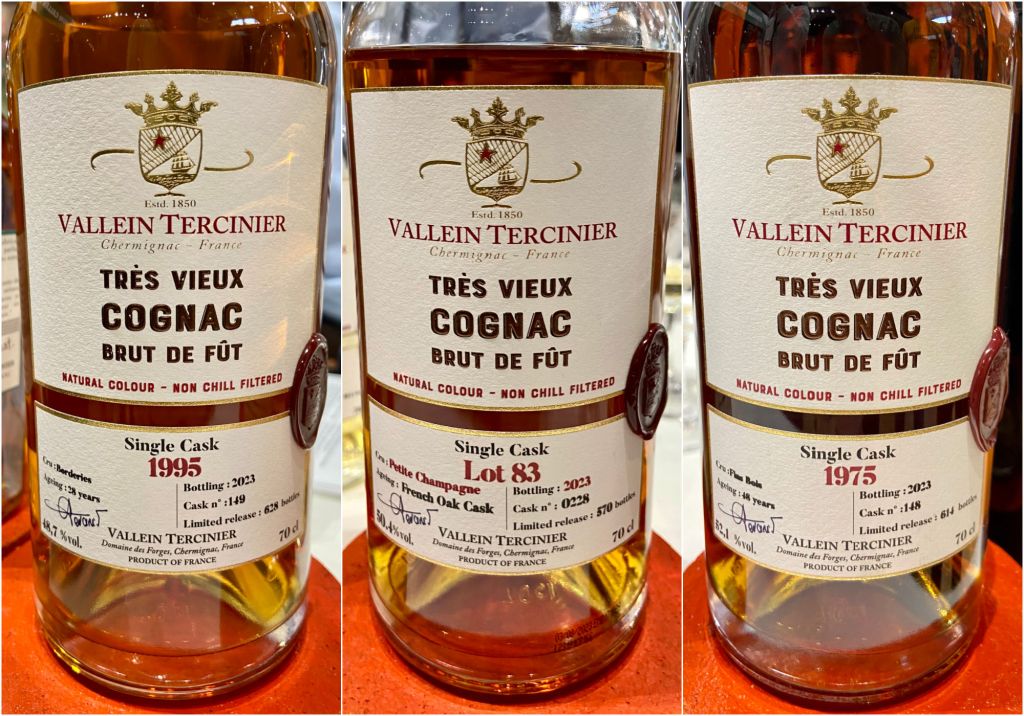 Estd. 1850
VALLEIN TERCINIER
Chermignac – France
TRÈS VIEUX
COGNAC
BRUT DE FÛT
NATURAL COLOUR - NON CHILL FILTERED
Single Cask
1995
Cru : Borderies
Ageing : 28 years
Bottling : 2023
Cask n° : 149
Limited release : 628 bottles
48.7 %vol.
VALLEIN TERCINIER
70 cl
Domaine des Forges, Chermignac, France
PRODUCT OF FRANCE
Estd. 1850
VALLEIN TERCINIER
Chermignac – France
TRÈS VIEUX
COGNAC
BRUT DE FÛT
NATURAL COLOUR - NON CHILL FILTERED
Single Cask
Lot 83
Cru : Petite Champagne
Ageing : French Oak Cask
Bottling : 2023
Cask n° : 0228
Limited release : 570 bottles
50.4%vol.
VALLEIN TERCINIER
70 cl
Domaine des Forges, Chermignac, France
PRODUCT OF FRANCE
Estd. 1850
VALLEIN TERCINIER
Chermignac – France
TRÈS VIEUX
COGNAC
BRUT DE FÛT
NATURAL COLOUR - NON CHILL FILTERED
Single Cask
1975
Cru : Fins Bois
Ageing : 48 years
Bottling : 2023
Cask n° : 148
Limited release : 614 bottles
52.1 %vol.
VALLEIN TERCINIER
70 cl
Domaine des Forges, Chermignac, France
PRODUCT OF FRANCE